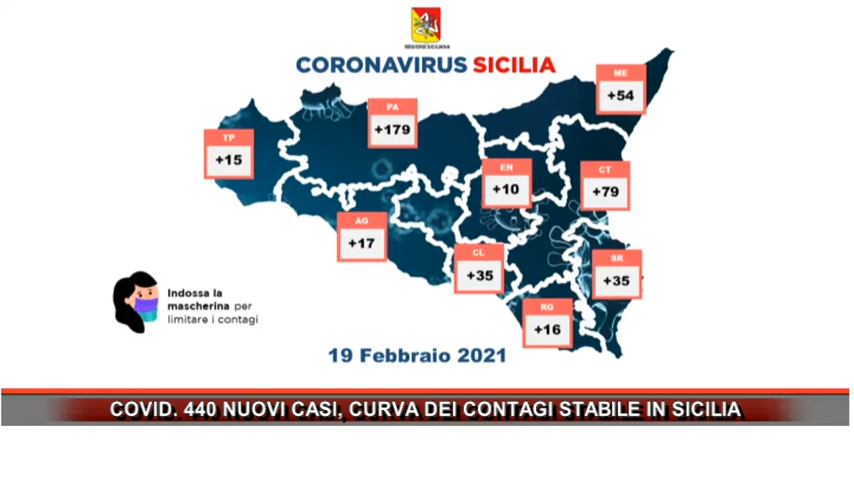 REGIONE SICILIANA
CORONAVIRUS SICILIA
ME
+54
PA
+179
TP
+15
EN
+10
CT
+79
AG
+17
CL
+35
SR
+35
RG
+16
Indossa la
mascherina per
limitare i contagi
19 Febbraio 2021
COVID. 440 NUOVI CASI, CURVA DEI CONTAGI STABILE IN SICILIA